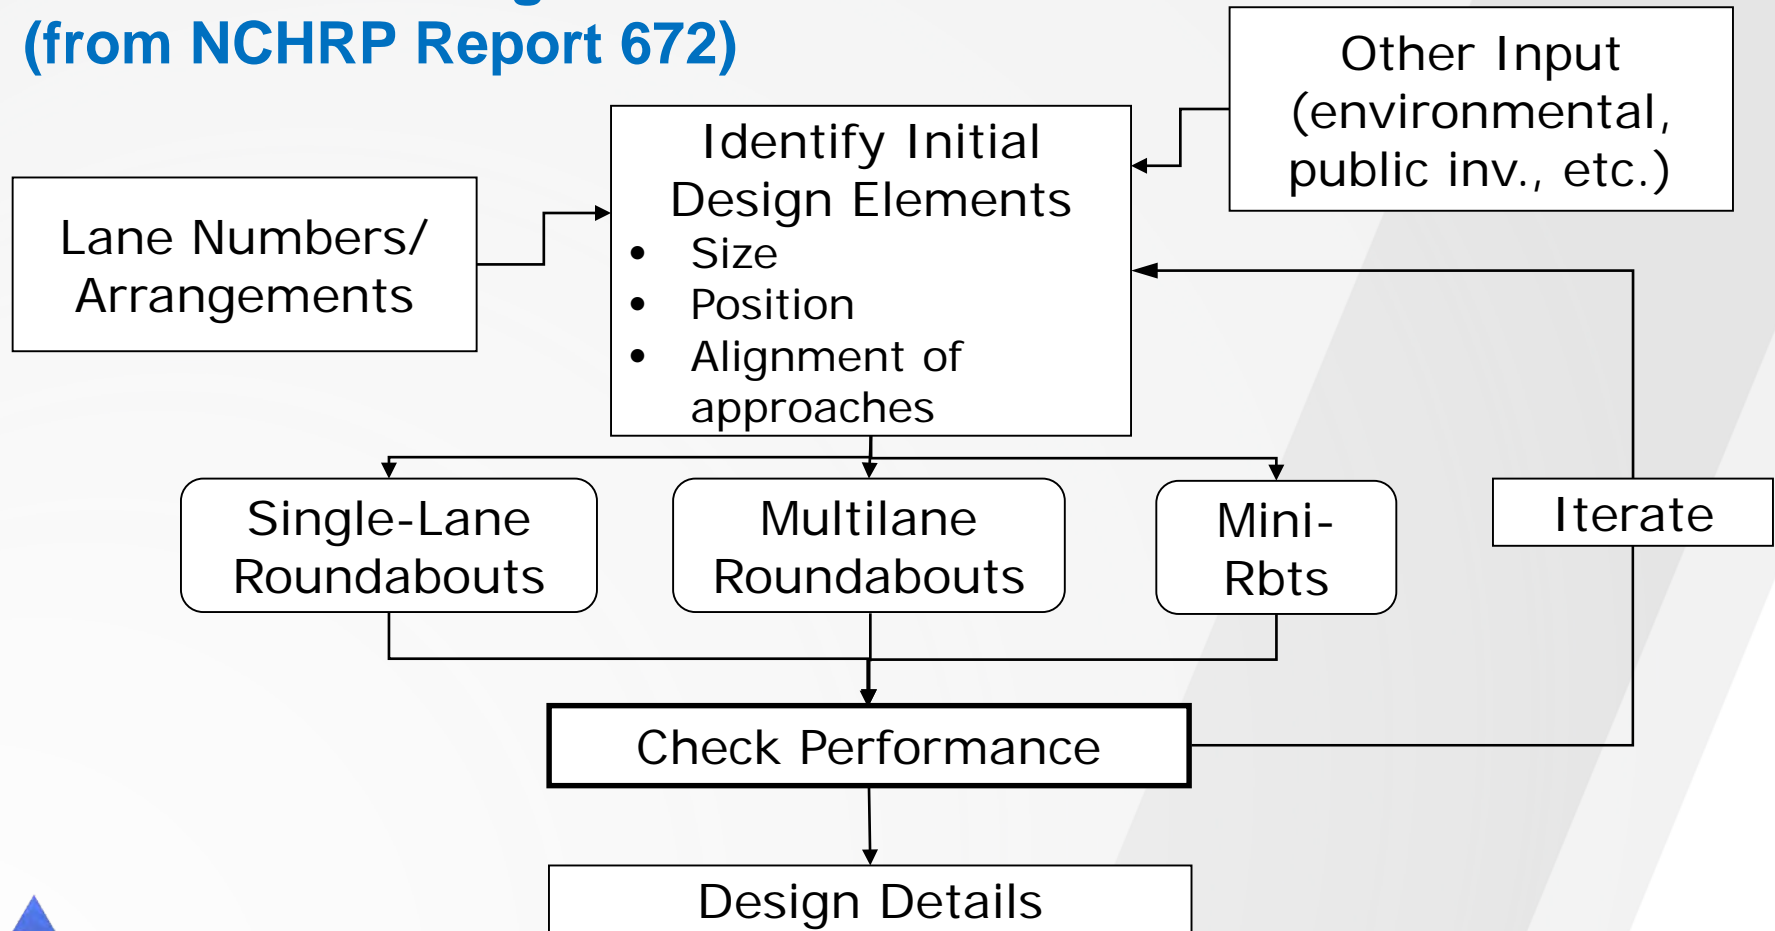 (from NCHRP Report 672)
Other Input
(environmental,
public inv., etc.)
Identify Initial
Design Elements
• Size
• Position
• Alignment of
approaches
Lane Numbers/
Arrangements
Single-Lane
Roundabouts
Multilane
Roundabouts
Mini-
Rbts
Iterate
Check Performance
Design Details